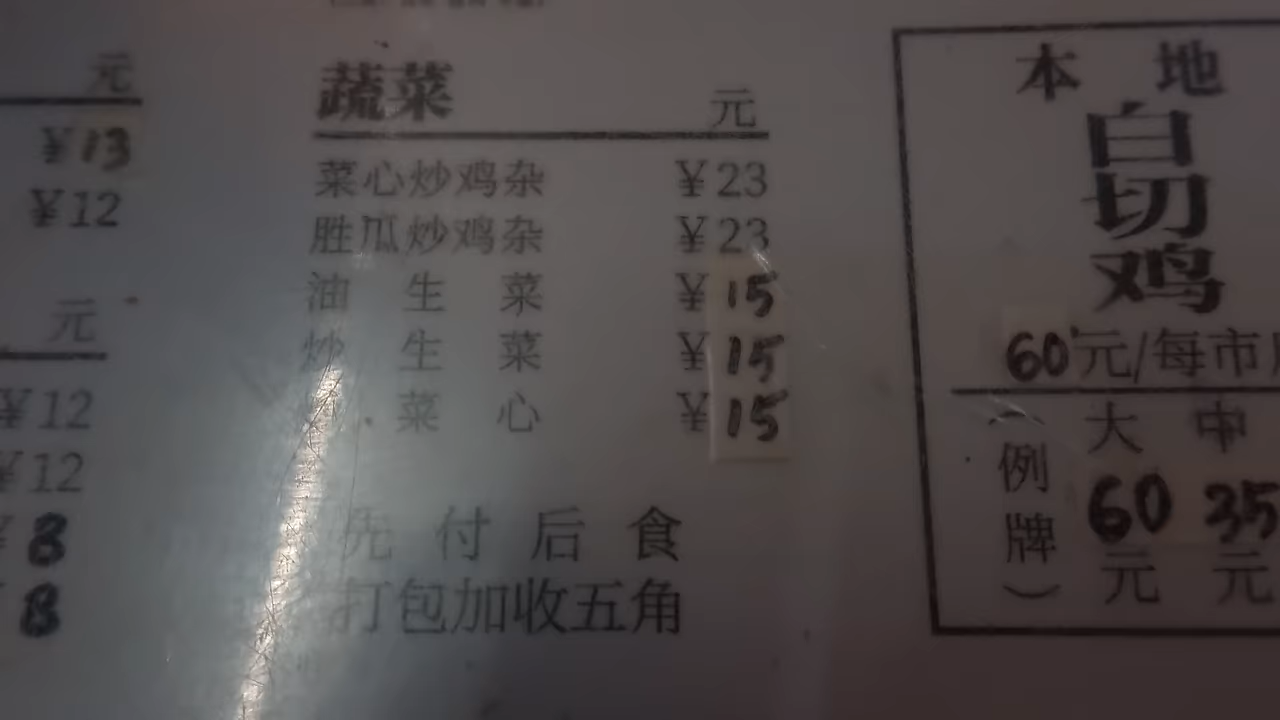 元
¥13
¥12
元
¥12
¥12
¥8
8
蔬菜 元
菜心炒鸡杂 ¥23
胜瓜炒鸡杂 ¥23
油生菜 ¥15
炒生菜 ¥15
菜心 ¥15
先付后食
打包加收五角
本地
白切鸡
60元/每市
(例牌)
大 中
60 35
元 元